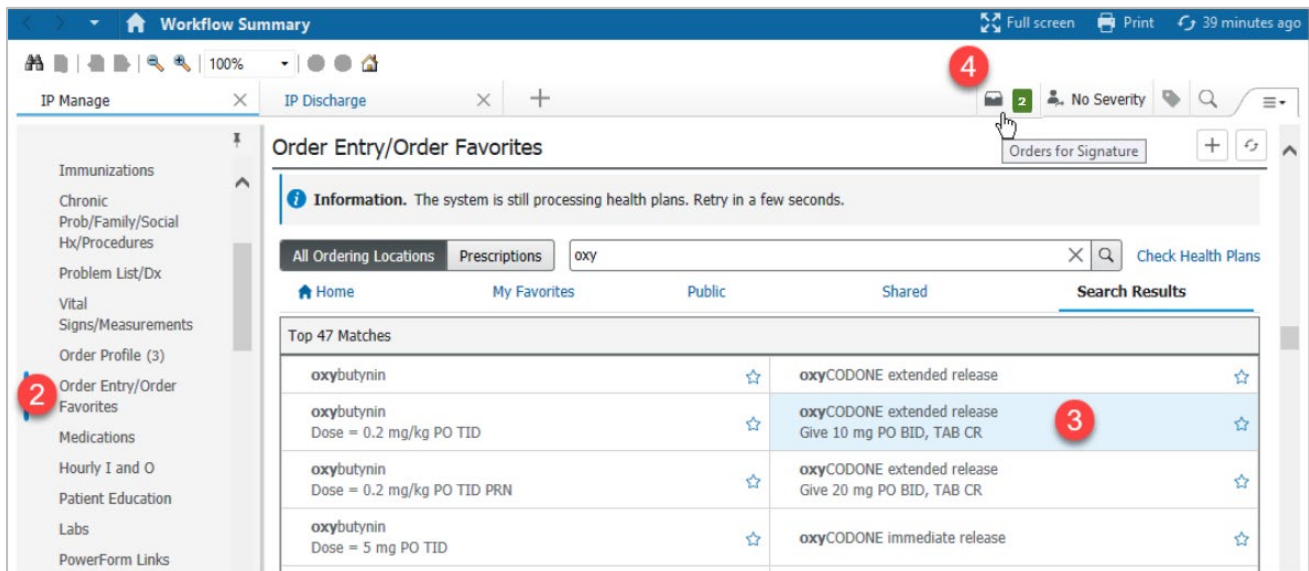 Workflow Summary
Full screen
Print
39 minutes ago
100%
4
IP Manage
IP Discharge
2
No Severity
Orders for Signature
Immunizations
Chronic
Prob/Family/Social
Hx/Procedures
Problem List/Dx
Vital
Signs/Measurements
Order Profile (3)
2
Order Entry/Order
Favorites
Medications
Hourly I and O
Patient Education
Labs
PowerForm Links
Order Entry/Order Favorites
Information. The system is still processing health plans. Retry in a few seconds.
All Ordering Locations
Prescriptions
oxy
Check Health Plans
Home
My Favorites
Public
Shared
Search Results
Top 47 Matches
oxybutynin
oxyCODONE extended release
oxybutynin
Dose = 0.2 mg/kg PO TID
oxyCODONE extended release
Give 10 mg PO BID, TAB CR
3
oxybutynin
Dose = 0.2 mg/kg PO TID PRN
oxyCODONE extended release
Give 20 mg PO BID, TAB CR
oxybutynin
Dose = 5 mg PO TID
oxyCODONE immediate release